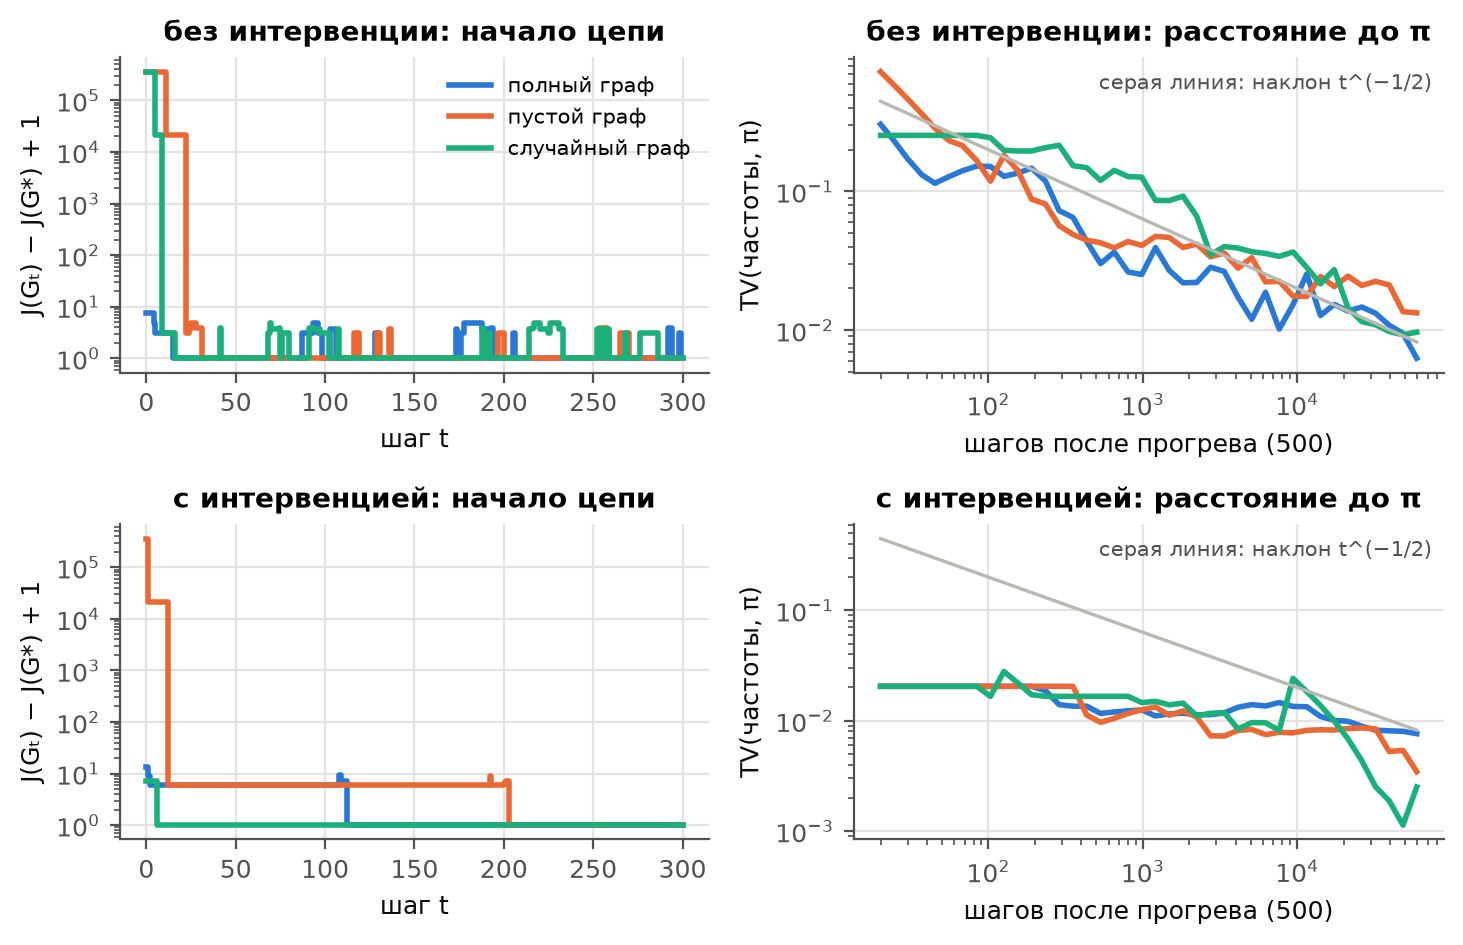 без интервенции: начало цепи
J(Gₜ) − J(G*) + 1
10⁵
10⁴
10³
10²
10¹
10⁰
полный граф
пустой граф
случайный граф
0 50 100 150 200 250 300
шаг t
без интервенции: расстояние до π
TV(частоты, π)
серая линия: наклон t^(−1/2)
10⁻¹
10⁻²
10² 10³ 10⁴
шагов после прогрева (500)
с интервенцией: начало цепи
J(Gₜ) − J(G*) + 1
10⁵
10⁴
10³
10²
10¹
10⁰
0 50 100 150 200 250 300
шаг t
с интервенцией: расстояние до π
TV(частоты, π)
серая линия: наклон t^(−1/2)
10⁻¹
10⁻²
10⁻³
10² 10³ 10⁴
шагов после прогрева (500)